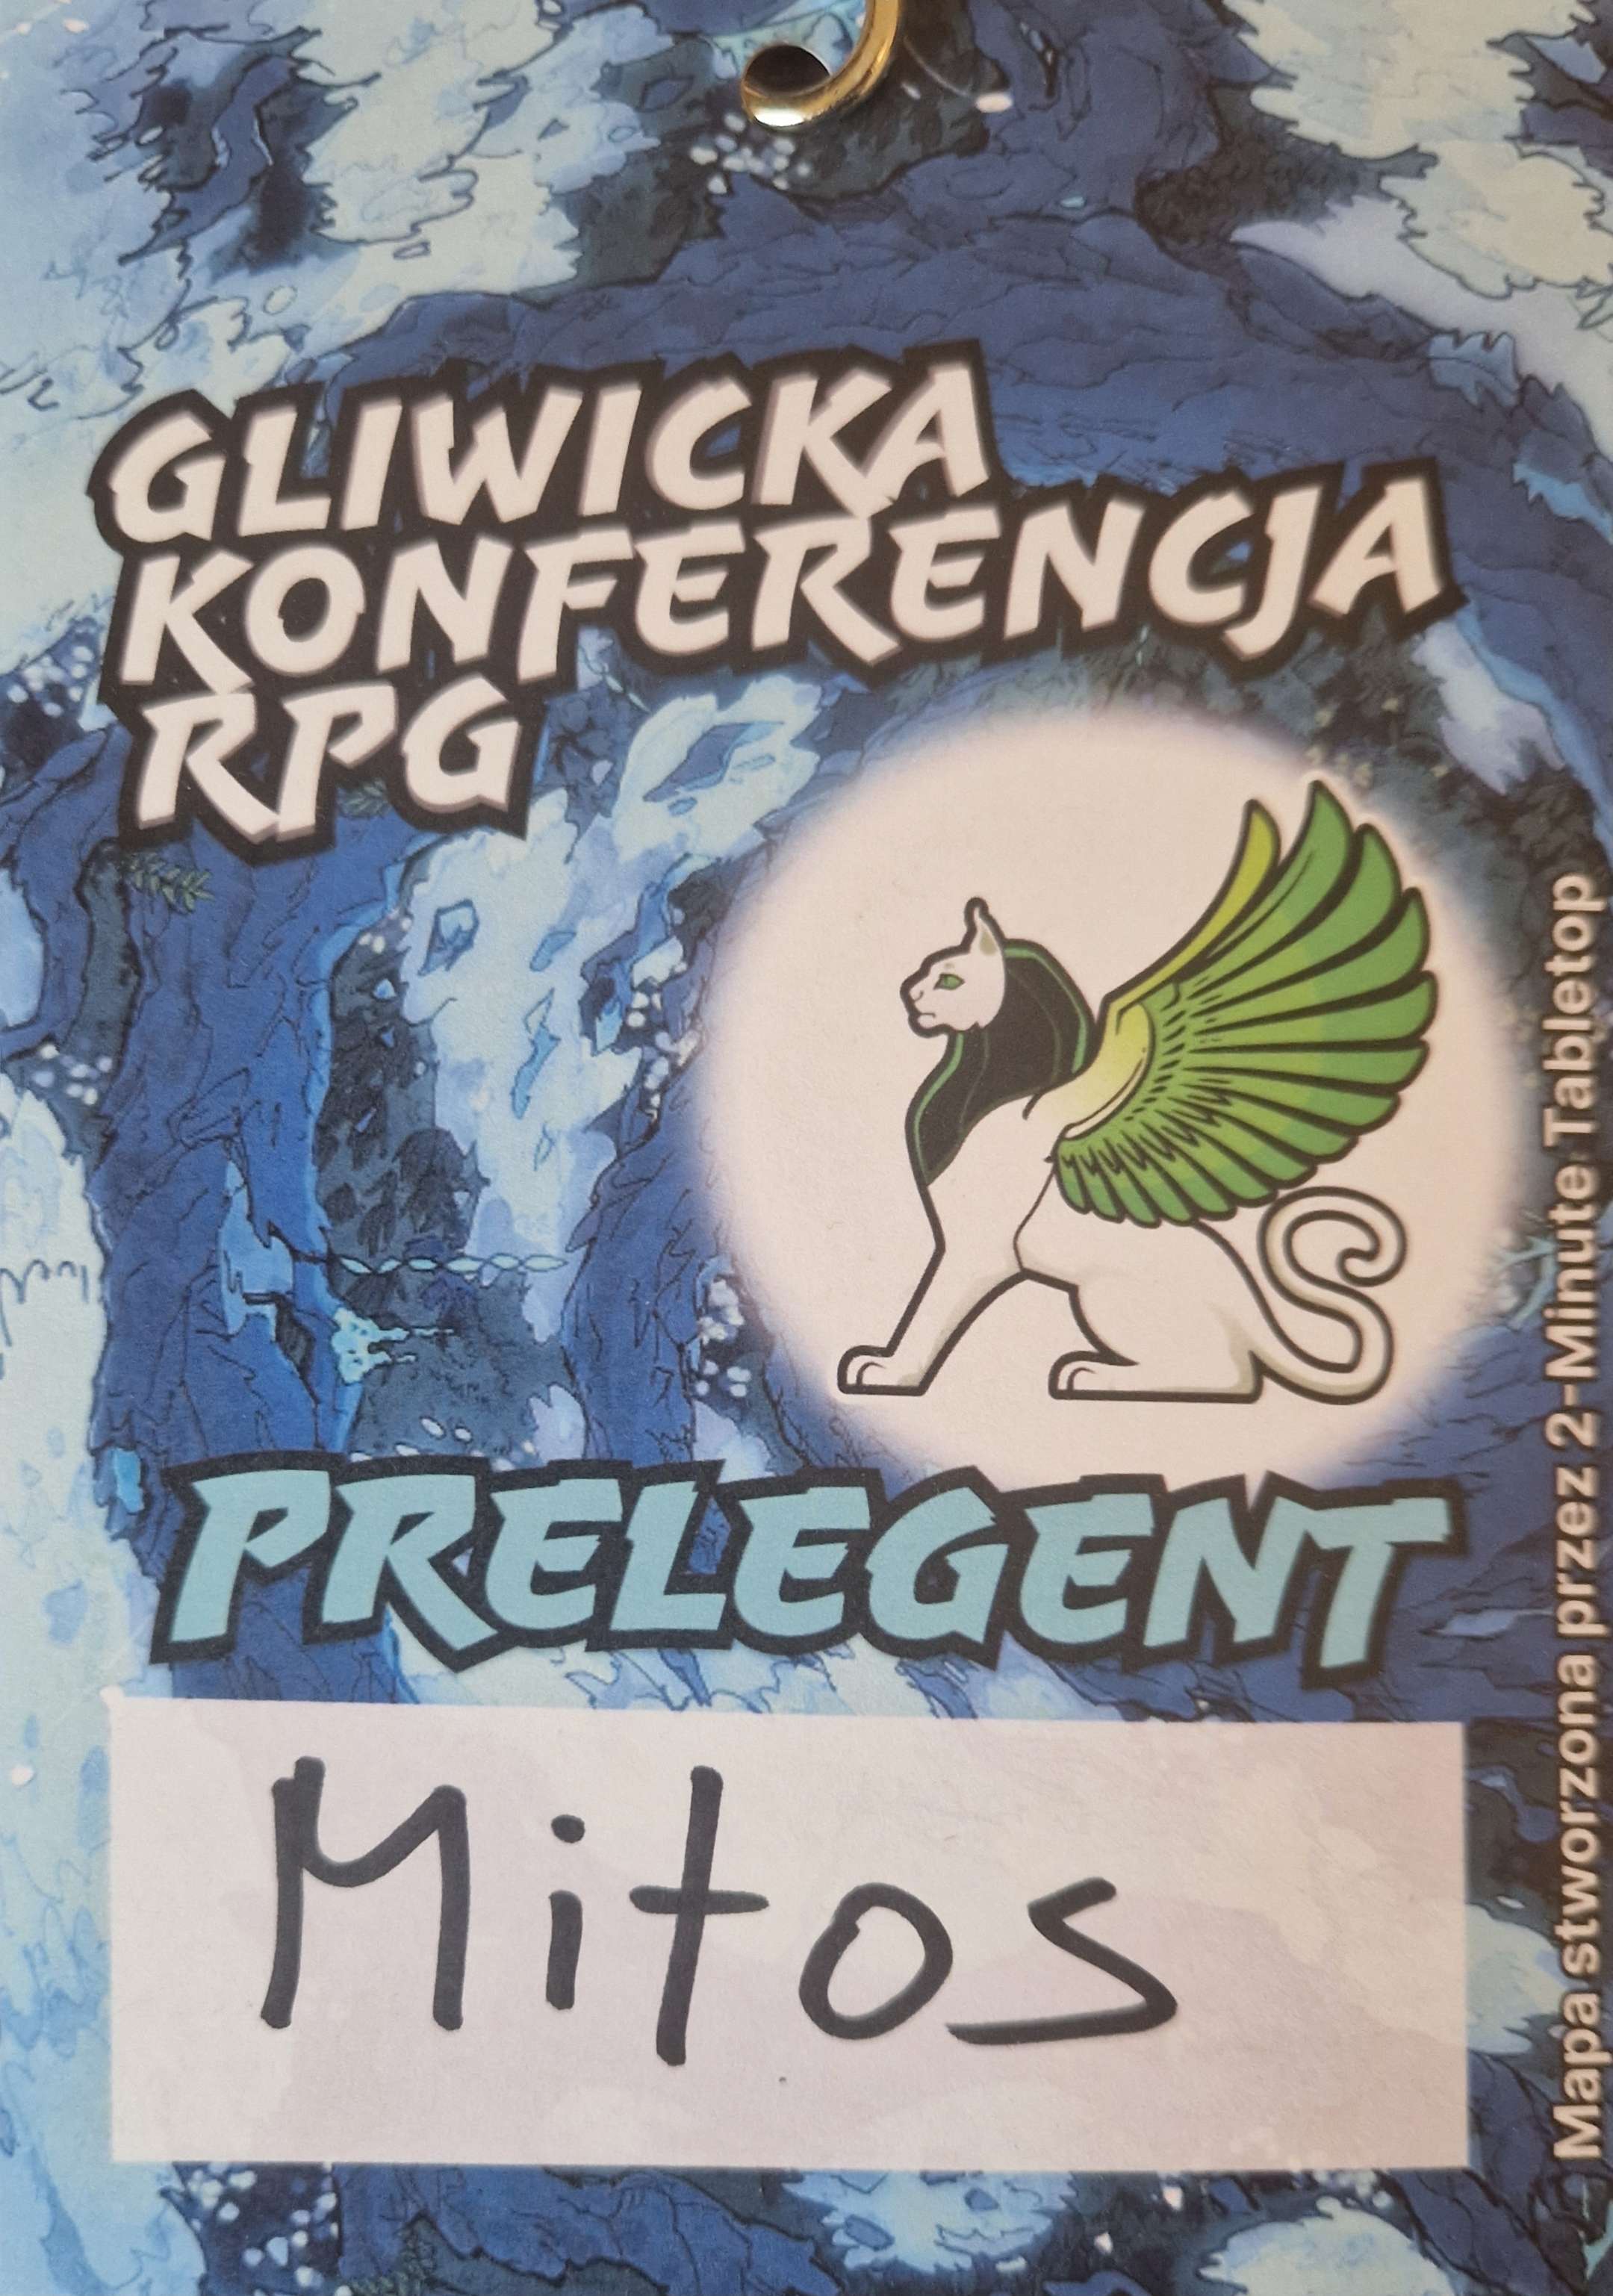 GLIWICKA
KONFERENCJA
RPG
PRELEGENT
Mitos
Mapa stworzona przez 2-Minute Tabletop